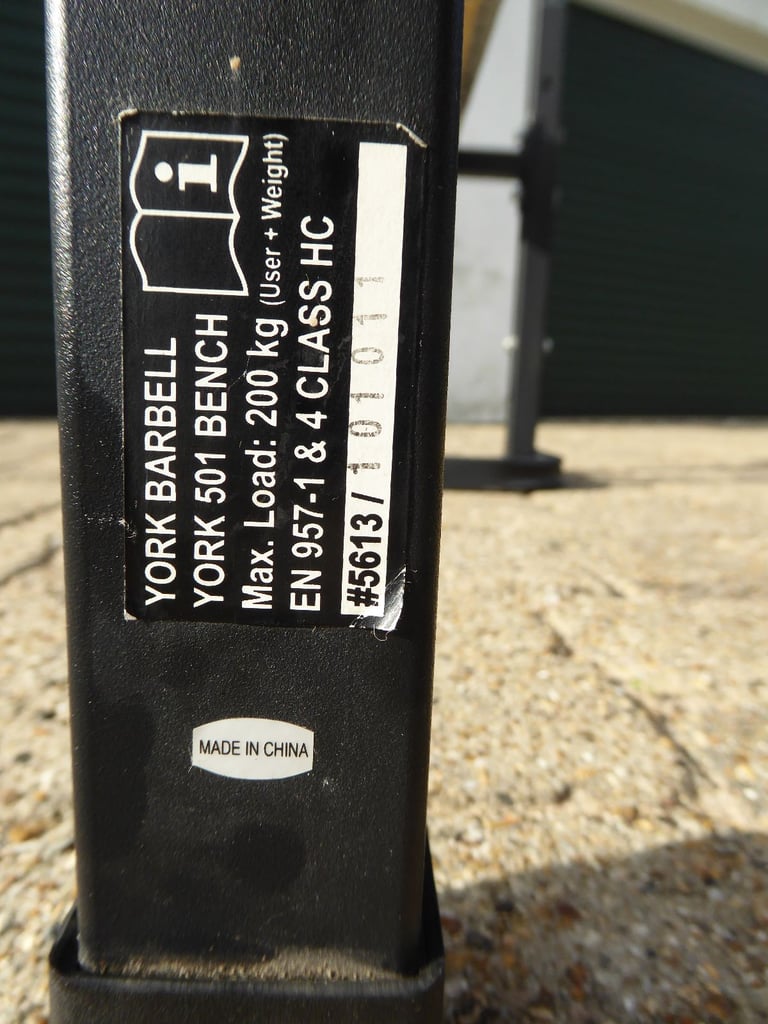 YORK BARBELL
YORK 501 BENCH
Max. Load: 200 kg (User + Weight)
EN 957-1 & 4 CLASS HC
#5613 / 101011
MADE IN CHINA